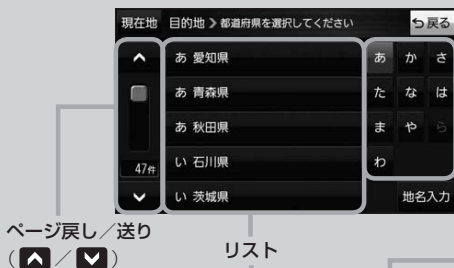 現在地 目的地 > 都道府県を選択してください 戻る
あ 愛知県 あ か さ
あ 青森県 た な は
あ 秋田県 ま や ら
い 石川県 わ
47件
い 茨城県 地名入力
ページ戻し／送り
(∧／∨)
リスト